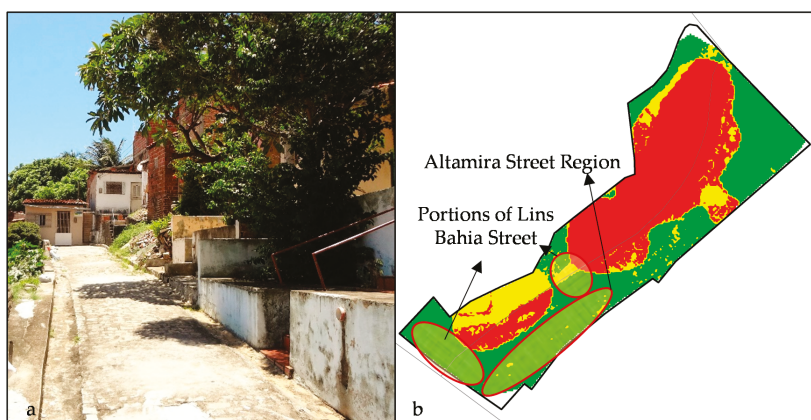 Altamira Street Region
Portions of Lins
Bahia Street
a
b